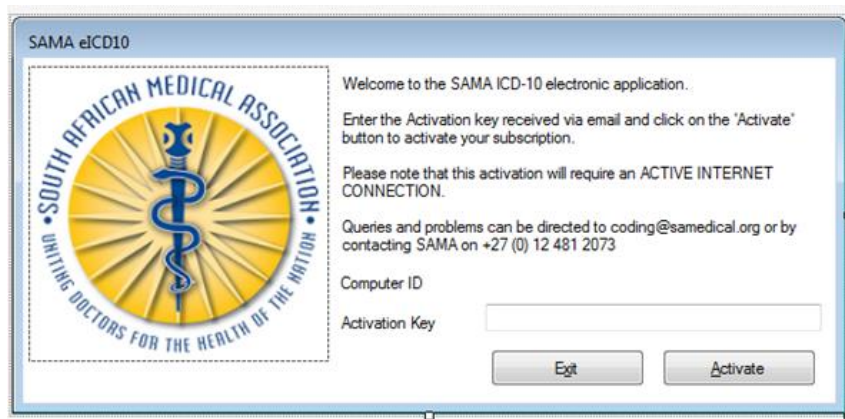 SAMA eICD10
SOUTH AFRICAN MEDICAL ASSOCIATION
UNITING DOCTORS FOR THE HEALTH OF THE NATION
Welcome to the SAMA ICD-10 electronic application.
Enter the Activation key received via email and click on the 'Activate'
button to activate your subscription.
Please note that this activation will require an ACTIVE INTERNET
CONNECTION.
Queries and problems can be directed to coding@samedical.org or by
contacting SAMA on +27 (0) 12 481 2073
Computer ID
Activation Key
Exit
Activate